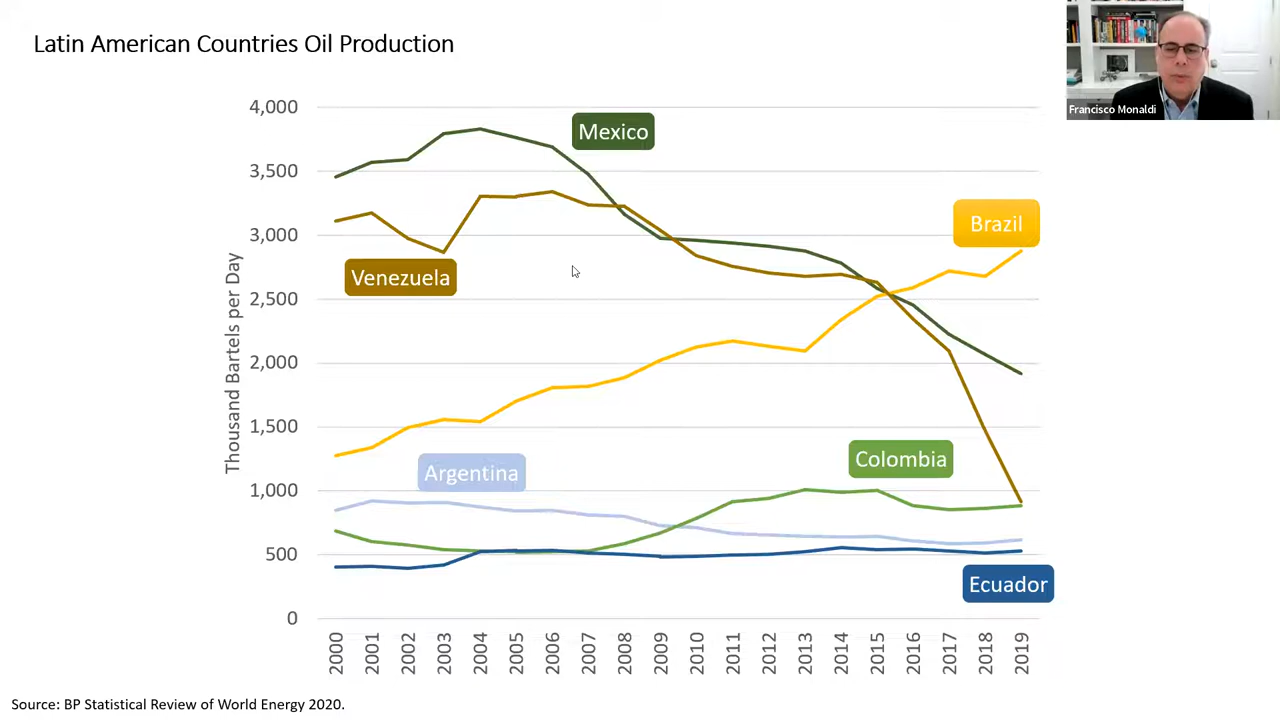 Latin American Countries Oil Production
Francisco Monaldi
Thousand Bartels per Day
4,000
3,500
3,000
2,500
2,000
1,500
1,000
500
0
Mexico
Brazil
Venezuela
Colombia
Argentina
Ecuador
2000
2001
2002
2003
2004
2005
2006
2007
2008
2009
2010
2011
2012
2013
2014
2015
2016
2017
2018
2019
Source: BP Statistical Review of World Energy 2020.